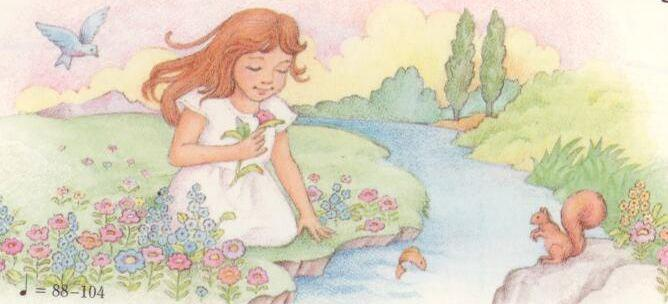 ♩ = 88–104